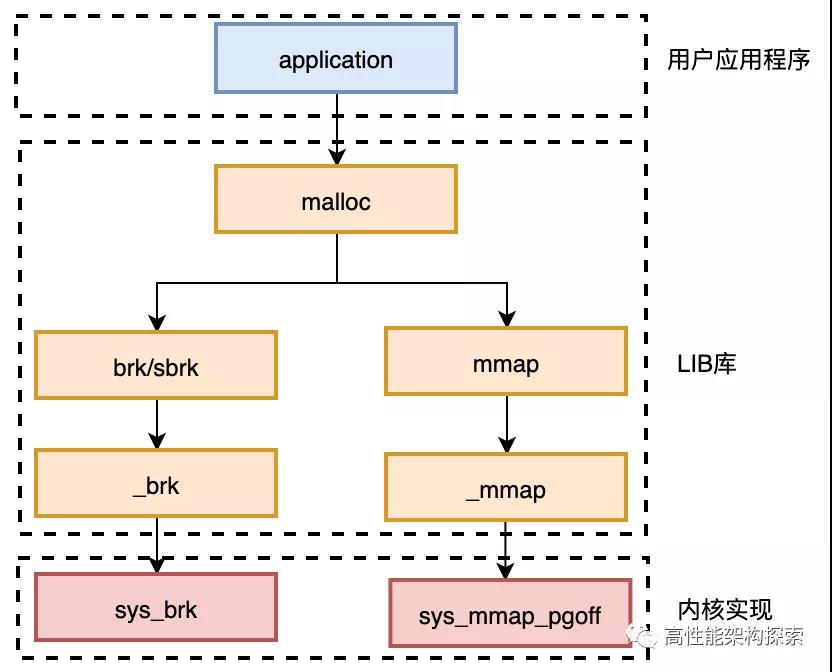 application
用户应用程序
malloc
brk/sbrk
mmap
LIB库
_brk
_mmap
sys_brk
sys_mmap_pgoff
内核实现
高性能架构探索